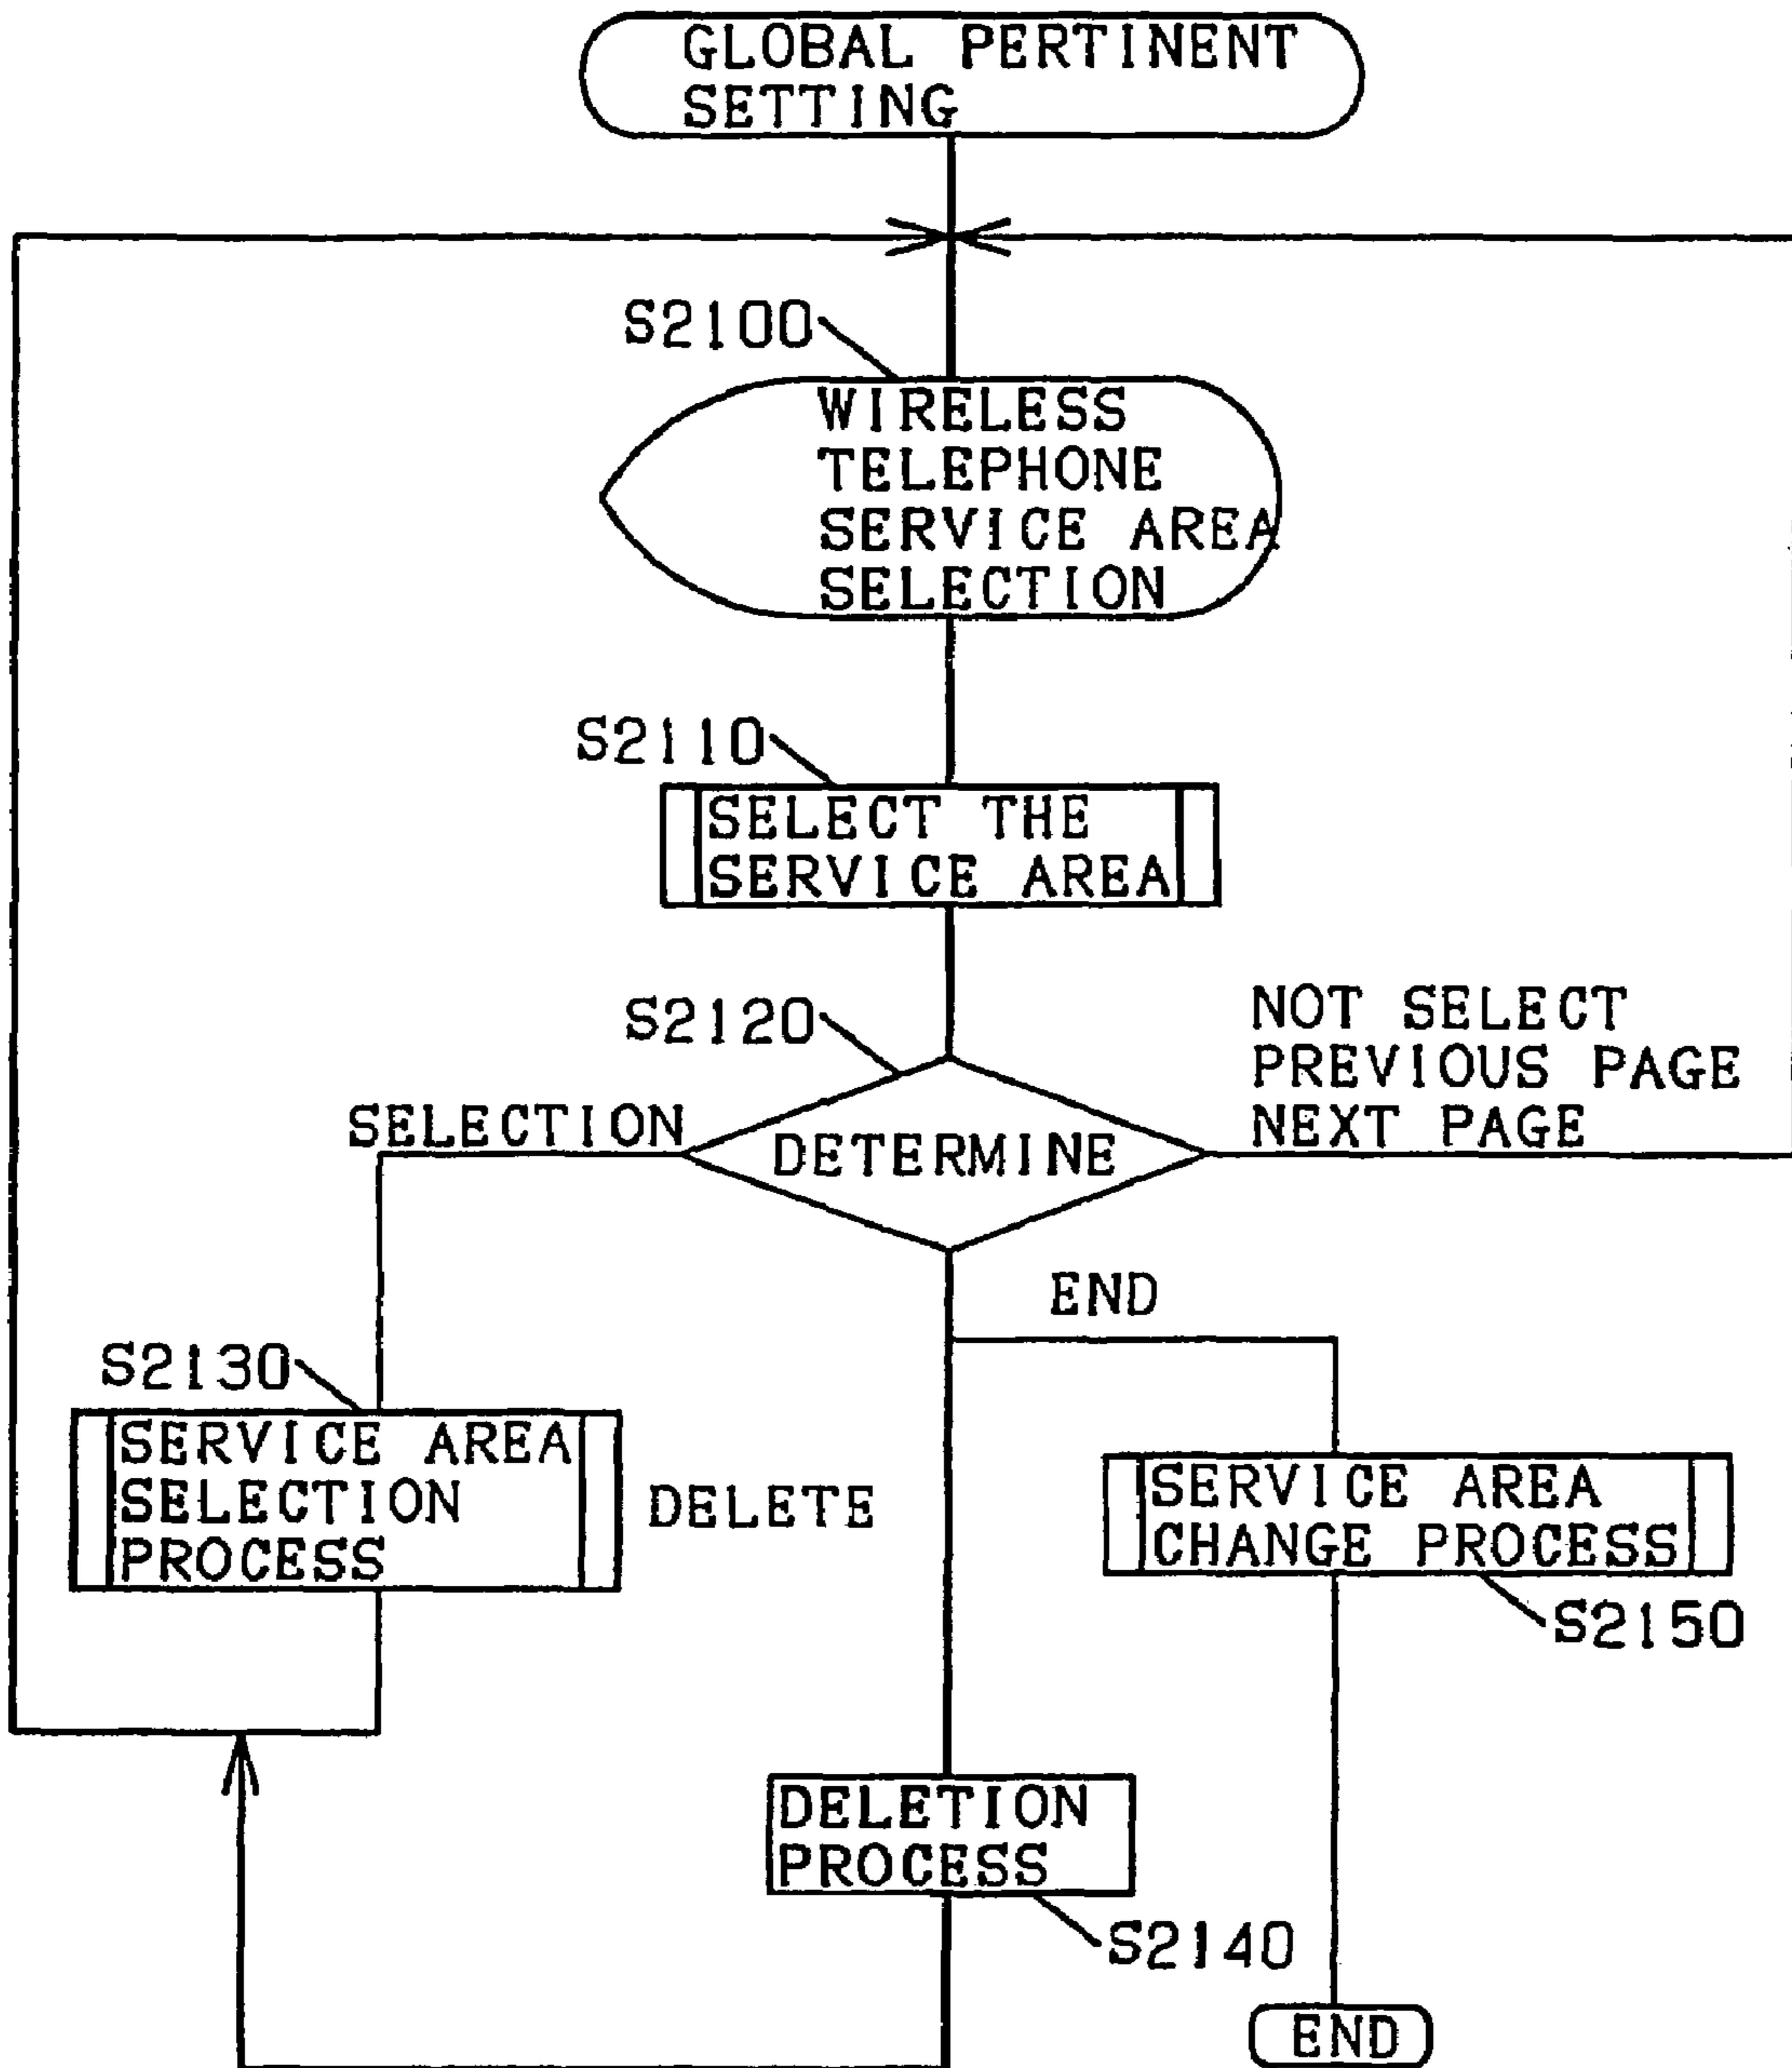 GLOBAL PERTINENT
SETTING
S2100
WIRELESS
TELEPHONE
SERVICE AREA
SELECTION
S2110
SELECT THE
SERVICE AREA
S2120
NOT SELECT
PREVIOUS PAGE
NEXT PAGE
SELECTION
DETERMINE
END
S2130
SERVICE AREA
SELECTION
PROCESS
DELETE
SERVICE AREA
CHANGE PROCESS
S2150
DELETION
PROCESS
S2140
END